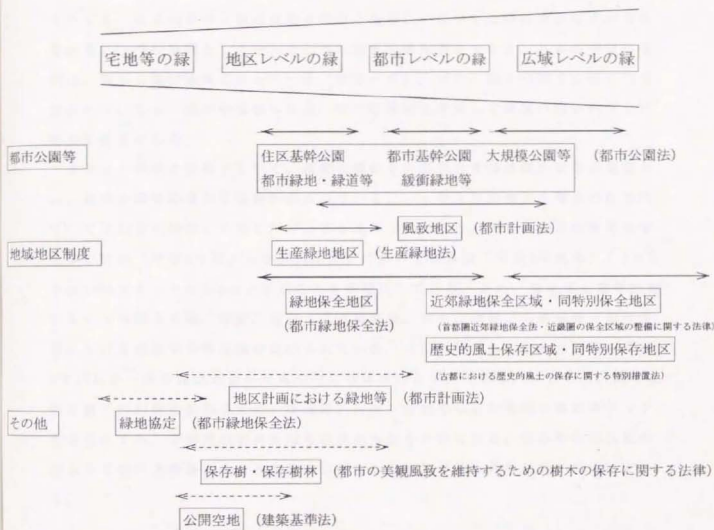 宅地等の緑 地区レベルの緑 都市レベルの緑 広域レベルの緑
都市公園等 住区基幹公園 都市基幹公園 大規模公園等 (都市公園法)
都市緑地・緑道等 緩衝緑地等
風致地区 (都市計画法)
地域地区制度 生産緑地地区 (生産緑地法)
緑地保全地区 近郊緑地保全区域・同特別保全地区
(都市緑地保全法) (首都圏近郊緑地保全法・近畿圏の保全区域の整備に関する法律)
歴史的風土保存区域・同特別保存地区
(古都における歴史的風土の保存に関する特別措置法)
地区計画における緑地等 (都市計画法)
その他 緑地協定 (都市緑地保全法)
保存樹・保存樹林 (都市の美観風致を維持するための樹木の保存に関する法律)
公開空地 (建築基準法)